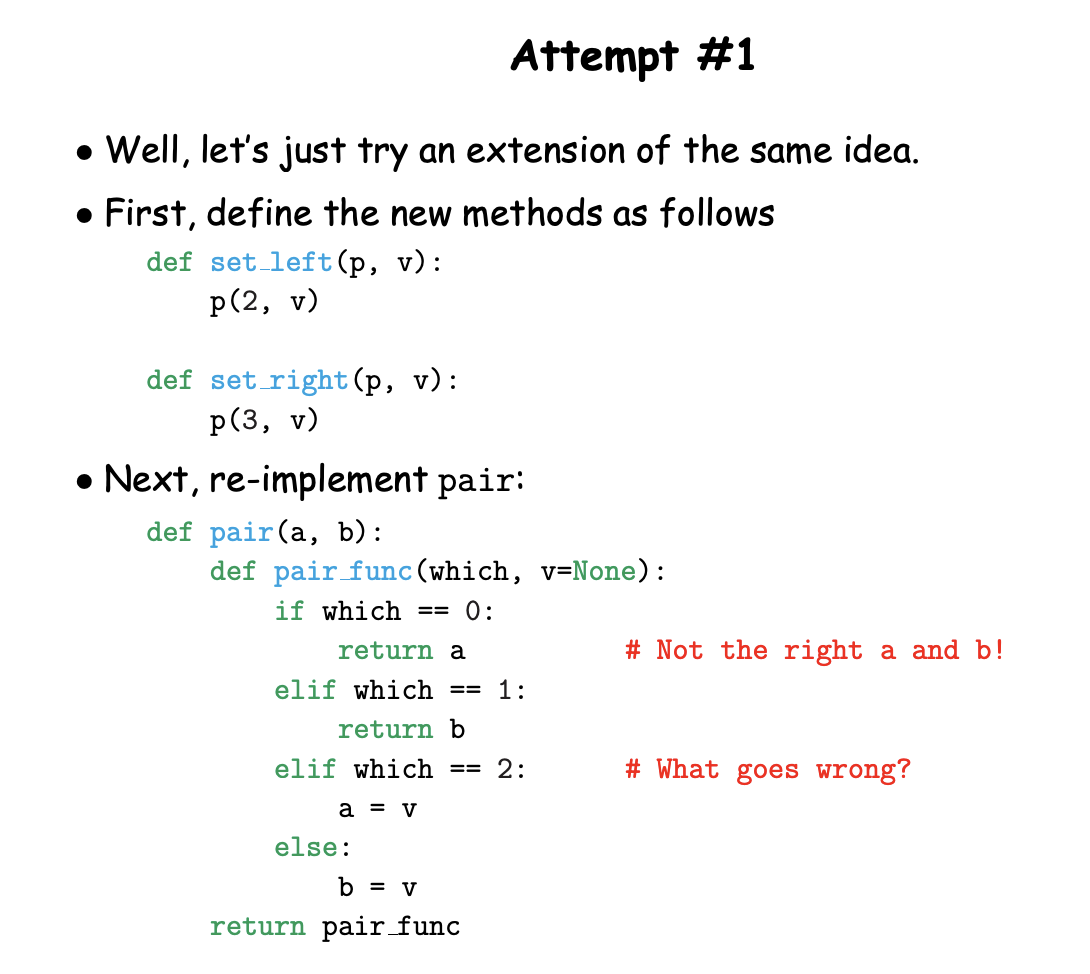 Attempt #1
• Well, let's just try an extension of the same idea.
• First, define the new methods as follows
def set_left(p, v):
    p(2, v)
def set_right(p, v):
    p(3, v)
• Next, re-implement pair:
def pair(a, b):
    def pair_func(which, v=None):
        if which == 0:
            return a          # Not the right a and b!
        elif which == 1:
            return b
        elif which == 2:      # What goes wrong?
            a = v
        else:
            b = v
    return pair_func